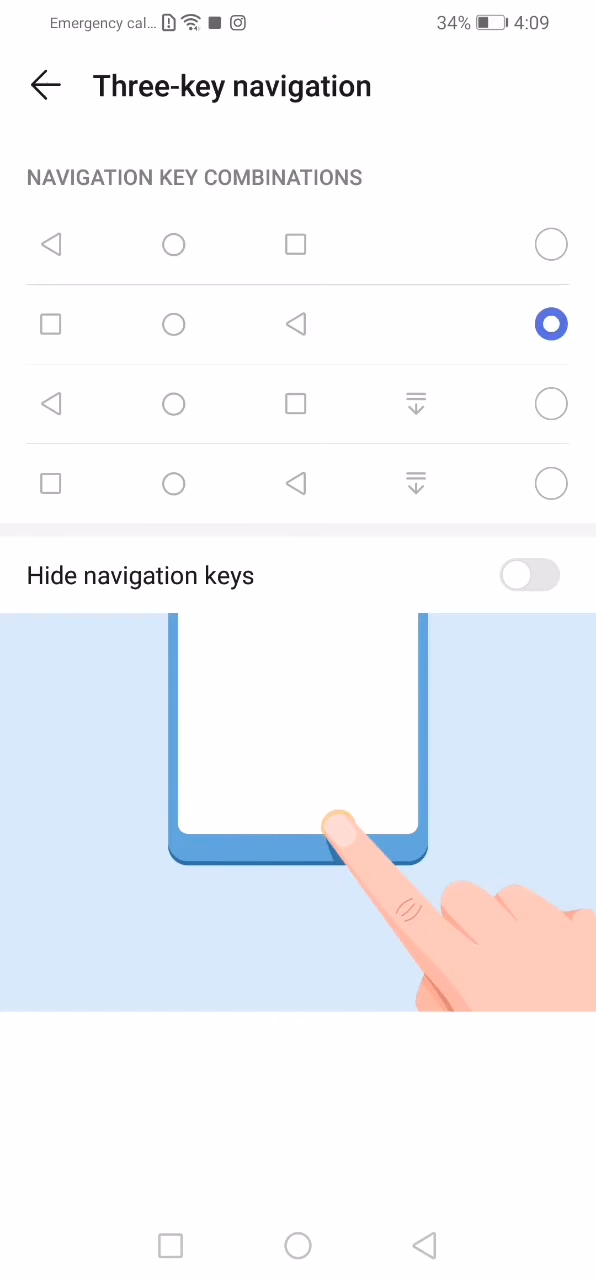 Emergency cal... 34% 4:09
Three-key navigation
NAVIGATION KEY COMBINATIONS
Hide navigation keys